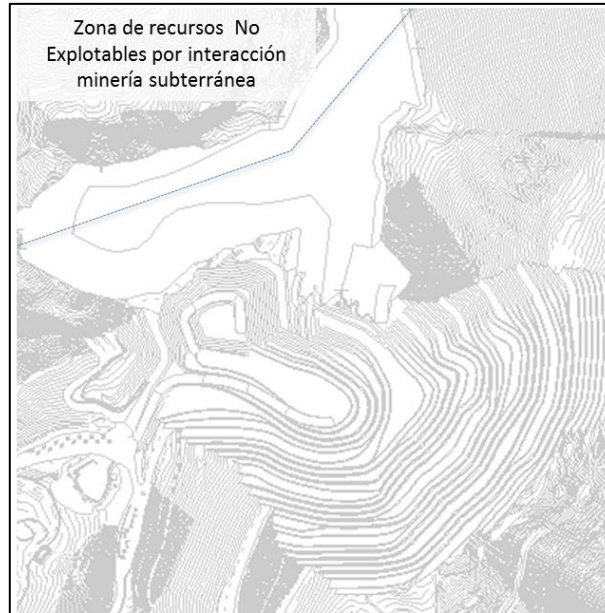 Zona de recursos No
Explotables por interacción
minería subterránea